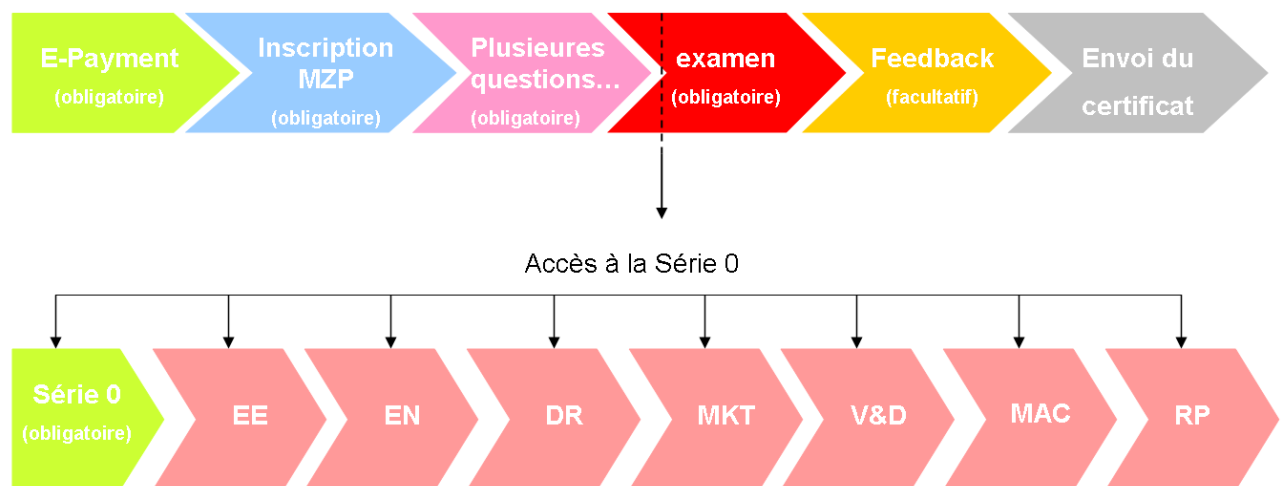 E-Payment
(obligatoire)
Inscription
MZP
(obligatoire)
Plusieures
questions...
(obligatoire)
examen
(obligatoire)
Feedback
(facultatif)
Envoi du
certificat
Accès à la Série 0
Série 0
(obligatoire)
EE
EN
DR
MKT
V&D
MAC
RP